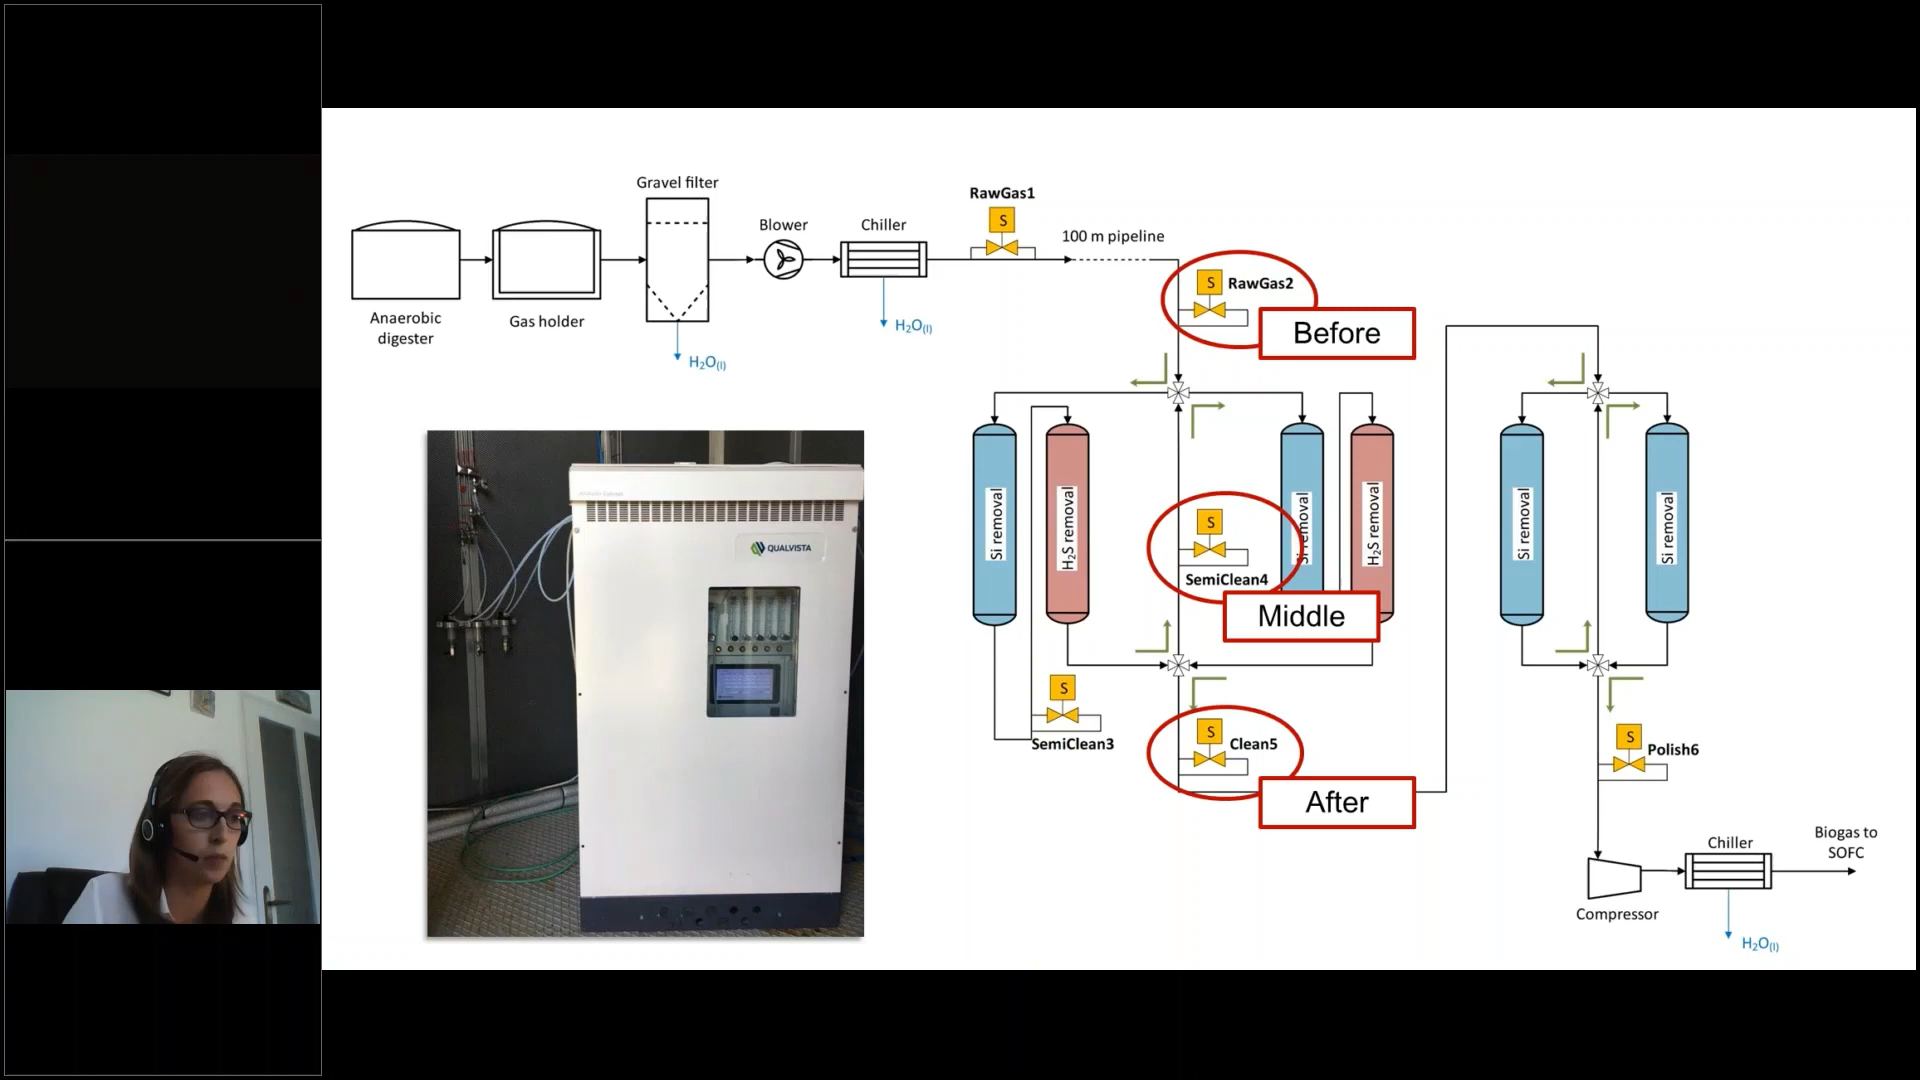 Gravel filter
Blower
Chiller
RawGas1
S
100 m pipeline
Anaerobic
digester
Gas holder
H₂O(l)
H₂O(l)
S
RawGas2
Before
Si removal
H₂S removal
S
SemiClean4
Si removal
H₂S removal
Middle
Si removal
Si removal
QUALVISTA
S
SemiClean3
S
Clean5
After
S
Polish6
Compressor
Chiller
Biogas to
SOFC
H₂O(l)